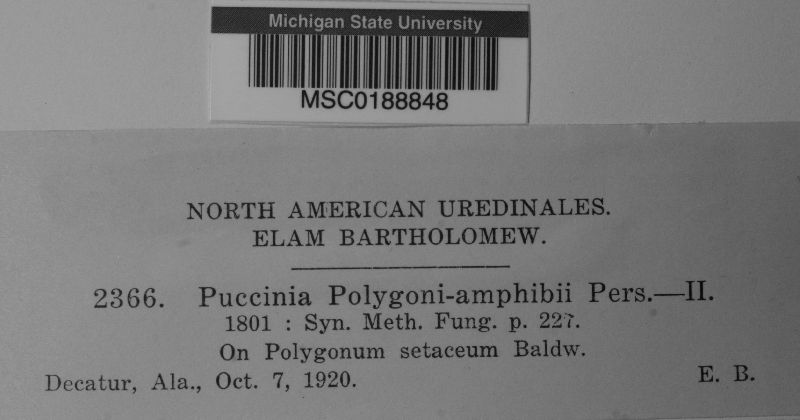 Michigan State University
MSC0188848
NORTH AMERICAN UREDINALES.
ELAM BARTHOLOMEW.
2366. Puccinia Polygoni-amphibii Pers.—II.
1801 : Syn. Meth. Fung. p. 227.
On Polygonum setaceum Baldw.
Decatur, Ala., Oct. 7, 1920. E. B.